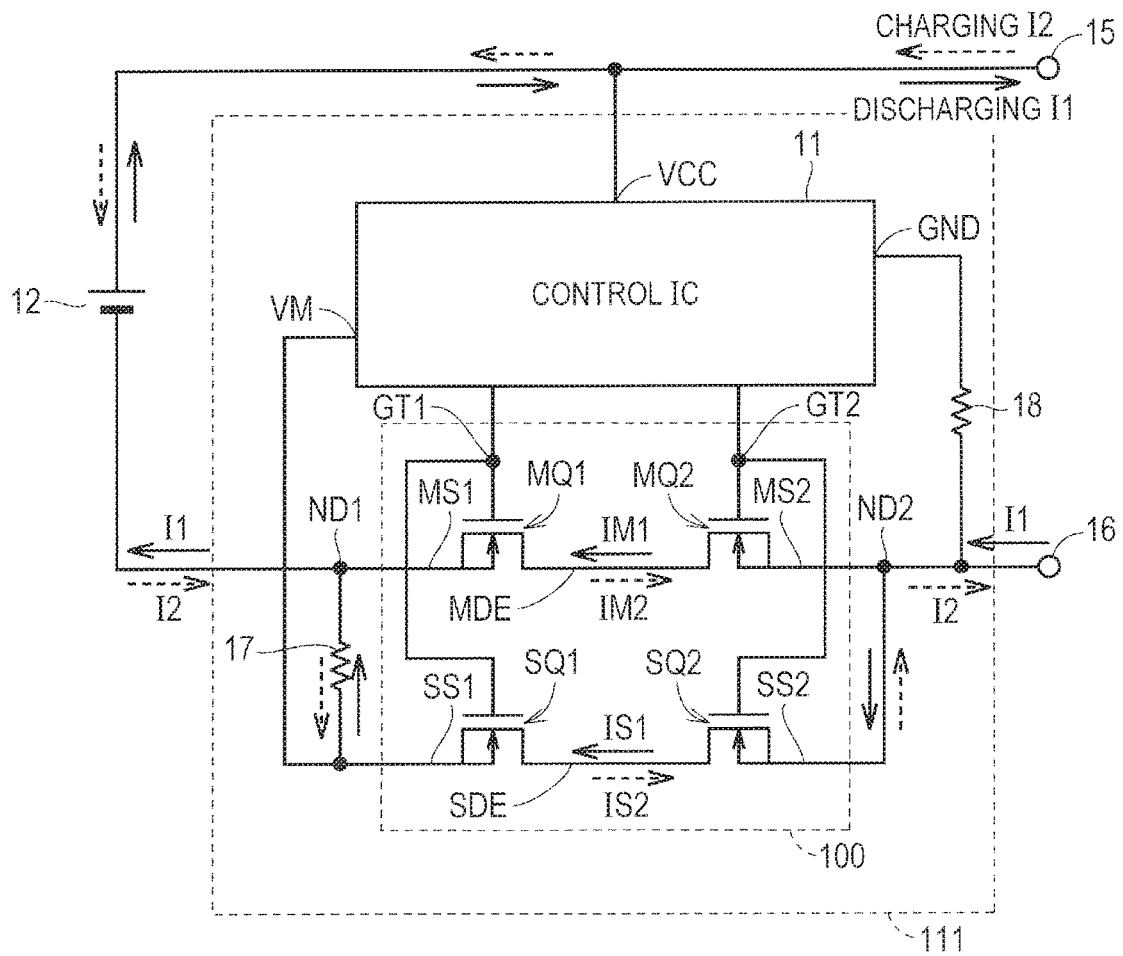 CHARGING I2
15
DISCHARGING I1
11
VCC
GND
CONTROL IC
12
VM
18
GT1
GT2
MS1
MQ1
MQ2
MS2
ND1
ND2
I1
IM1
I1
16
I2
MDE
IM2
I2
17
SS1
SQ1
SQ2
SS2
IS1
SDE
IS2
100
111